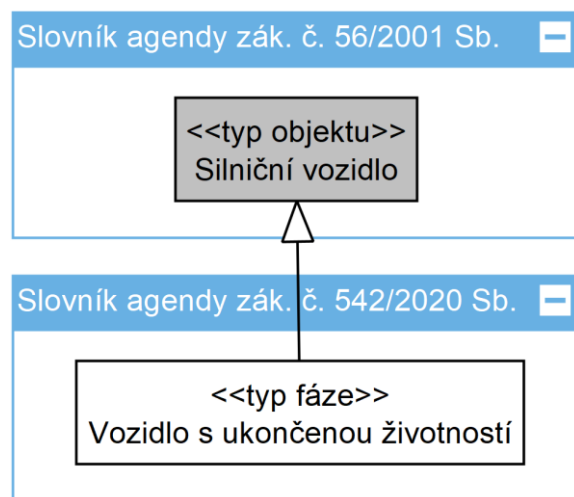 Slovník agendy zák. č. 56/2001 Sb.
<<typ objektu>>
Silniční vozidlo
Slovník agendy zák. č. 542/2020 Sb.
<<typ fáze>>
Vozidlo s ukončenou životností